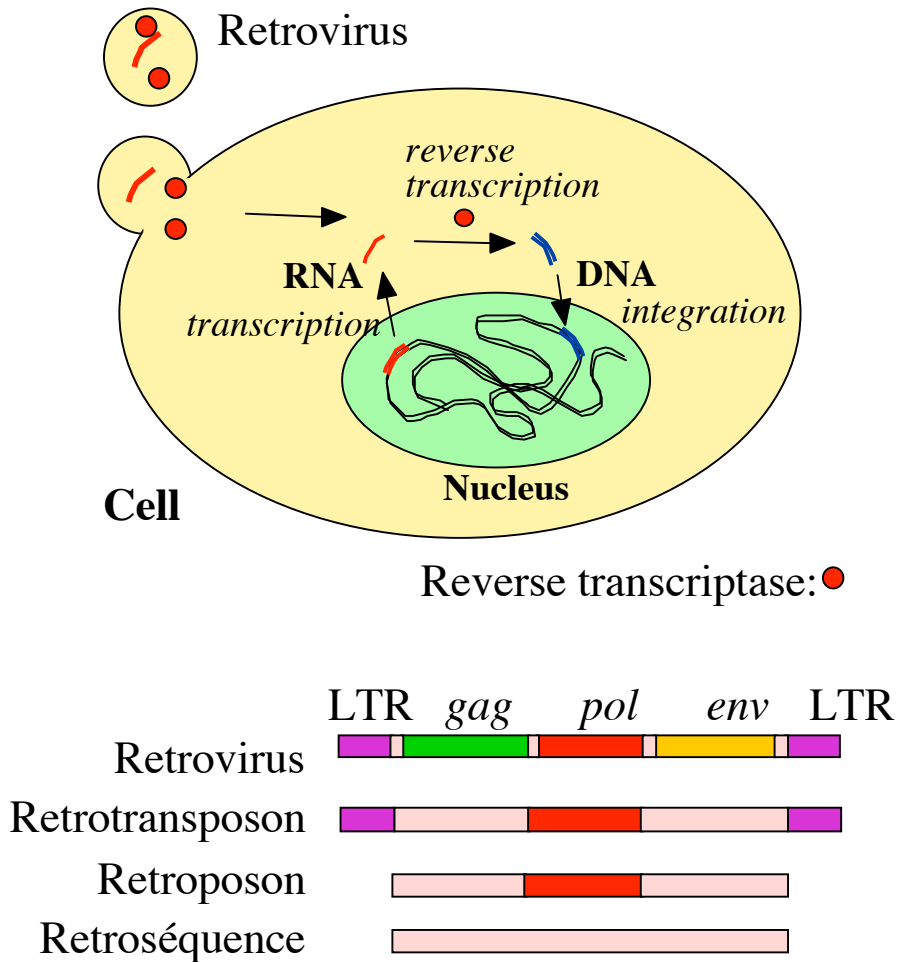 Retrovirus
reverse
transcription
RNA
DNA
transcription
integration
Nucleus
Cell
Reverse transcriptase:
LTR gag pol env LTR
Retrovirus
Retrotransposon
Retroposon
Retroséquence